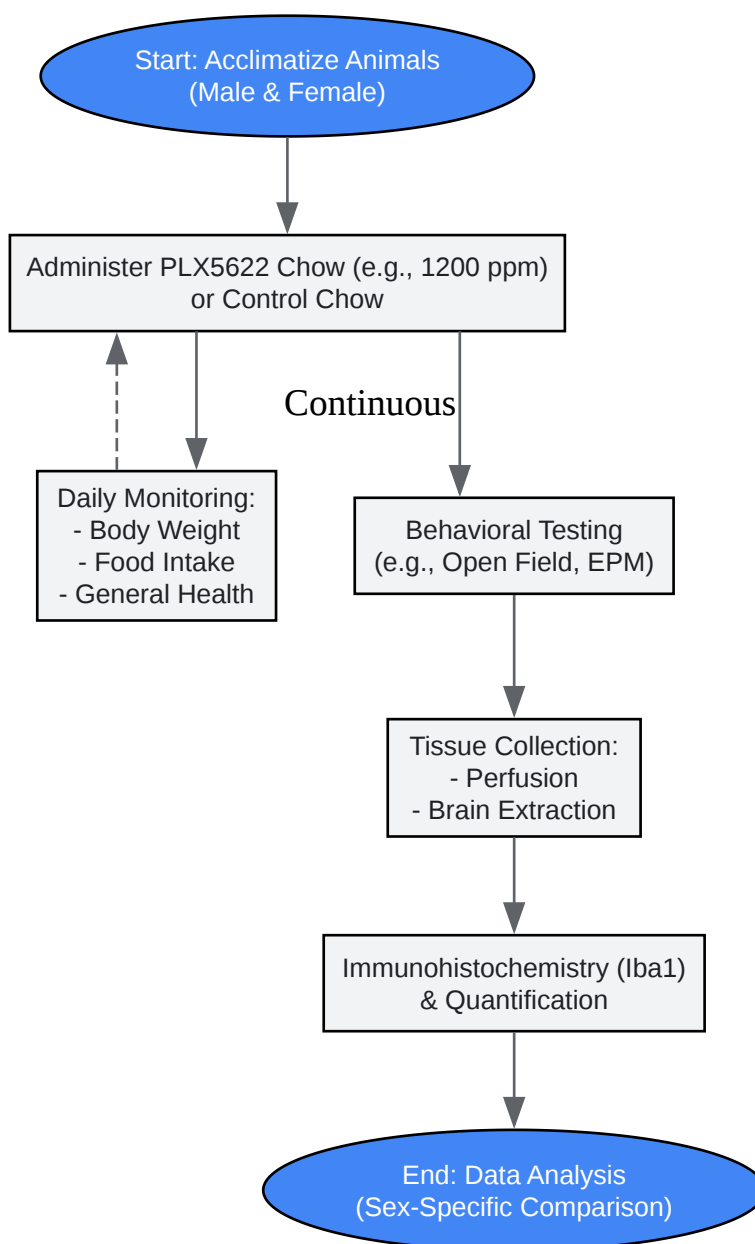 Start: Acclimatize Animals
(Male & Female)
Administer PLX5622 Chow (e.g., 1200 ppm)
or Control Chow
Continuous
Daily Monitoring:
- Body Weight
- Food Intake
- General Health
Behavioral Testing
(e.g., Open Field, EPM)
Tissue Collection:
- Perfusion
- Brain Extraction
Immunohistochemistry (Iba1)
& Quantification
End: Data Analysis
(Sex-Specific Comparison)